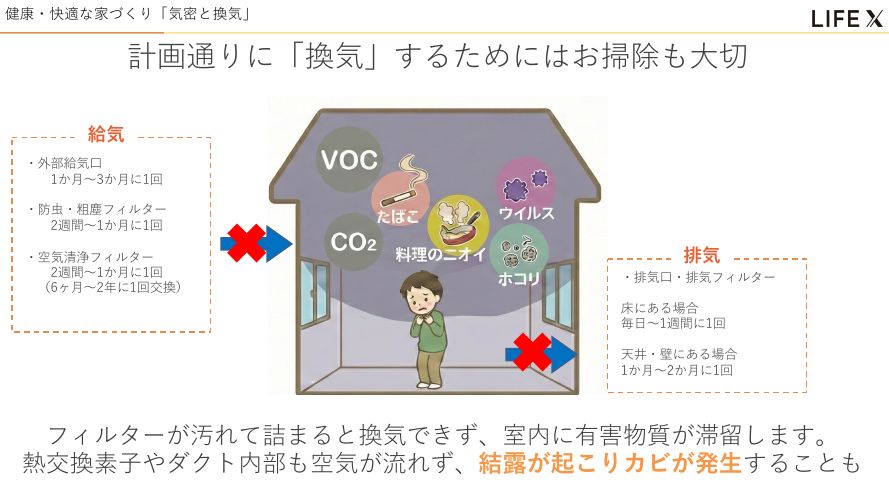 健康・快適な家づくり「気密と換気」
LIFE X
計画通りに「換気」するためにはお掃除も大切
給気
・外部給気口
1か月～3か月に1回
・防虫・粗塵フィルター
2週間～1か月に1回
・空気清浄フィルター
2週間～1か月に1回
（6ヶ月～2年に1回交換）
VOC
たばこ
ウイルス
CO₂
料理のニオイ
ホコリ
排気
・排気口・排気フィルター
床にある場合
毎日～1週間に1回
天井・壁にある場合
1か月～2か月に1回
フィルターが汚れて詰まると換気できず、室内に有害物質が滞留します。
熱交換素子やダクト内部も空気が流れず、結露が起こりカビが発生することも